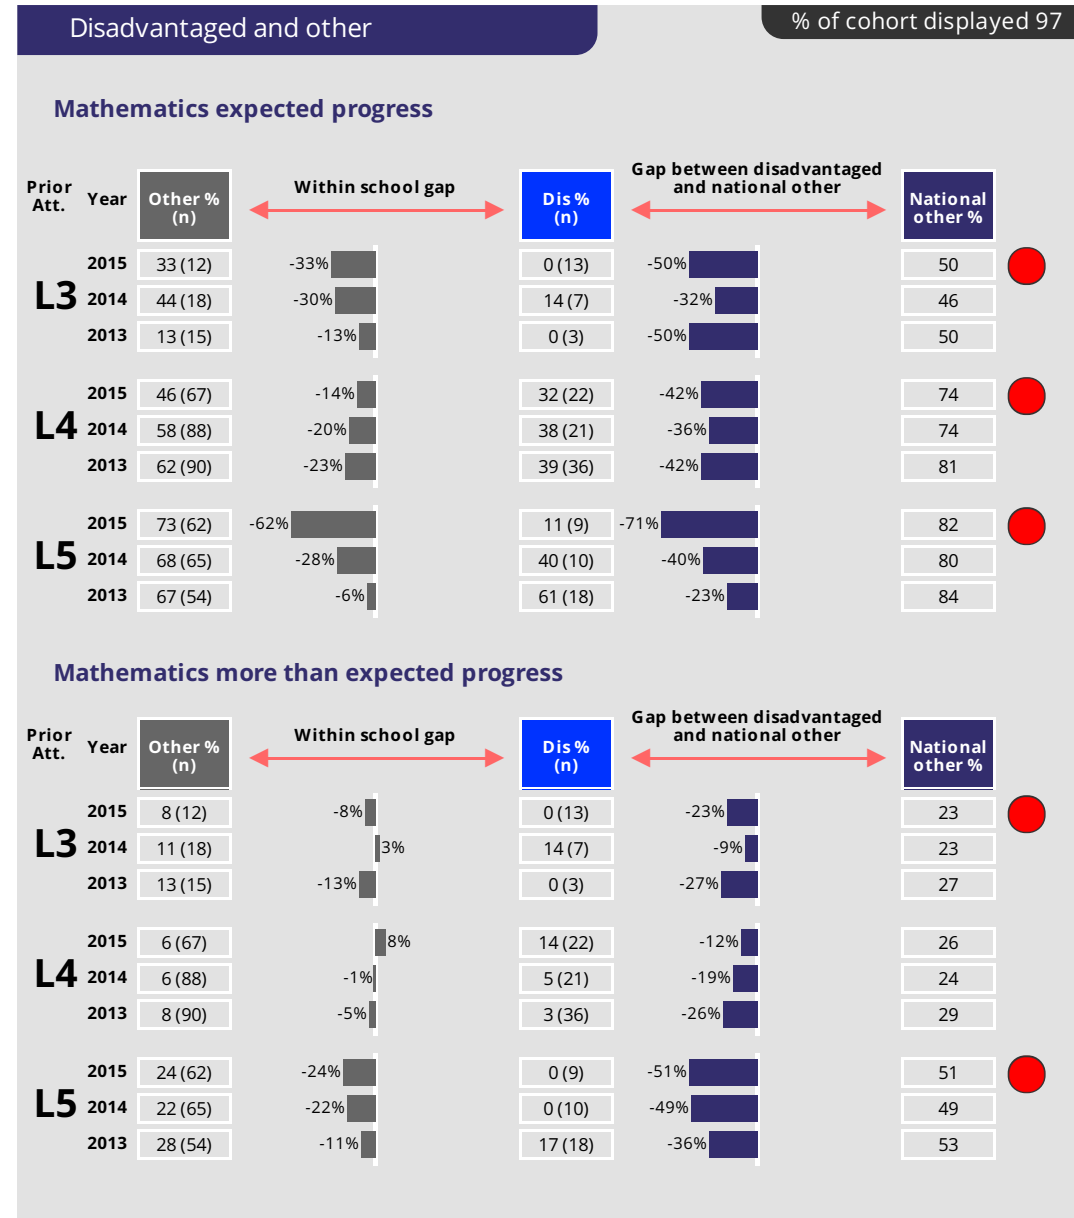 Disadvantaged and other
% of cohort displayed 97
Mathematics expected progress
Prior Att.
Year
Other % (n)
Within school gap
Dis % (n)
Gap between disadvantaged and national other
National other %
L3
2015 33 (12) -33% 0 (13) -50% 50
2014 44 (18) -30% 14 (7) -32% 46
2013 13 (15) -13% 0 (3) -50% 50
L4
2015 46 (67) -14% 32 (22) -42% 74
2014 58 (88) -20% 38 (21) -36% 74
2013 62 (90) -23% 39 (36) -42% 81
L5
2015 73 (62) -62% 11 (9) -71% 82
2014 68 (65) -28% 40 (10) -40% 80
2013 67 (54) -6% 61 (18) -23% 84
Mathematics more than expected progress
Prior Att.
Year
Other % (n)
Within school gap
Dis % (n)
Gap between disadvantaged and national other
National other %
L3
2015 8 (12) -8% 0 (13) -23% 23
2014 11 (18) 3% 14 (7) -9% 23
2013 13 (15) -13% 0 (3) -27% 27
L4
2015 6 (67) 8% 14 (22) -12% 26
2014 6 (88) -1% 5 (21) -19% 24
2013 8 (90) -5% 3 (36) -26% 29
L5
2015 24 (62) -24% 0 (9) -51% 51
2014 22 (65) -22% 0 (10) -49% 49
2013 28 (54) -11% 17 (18) -36% 53